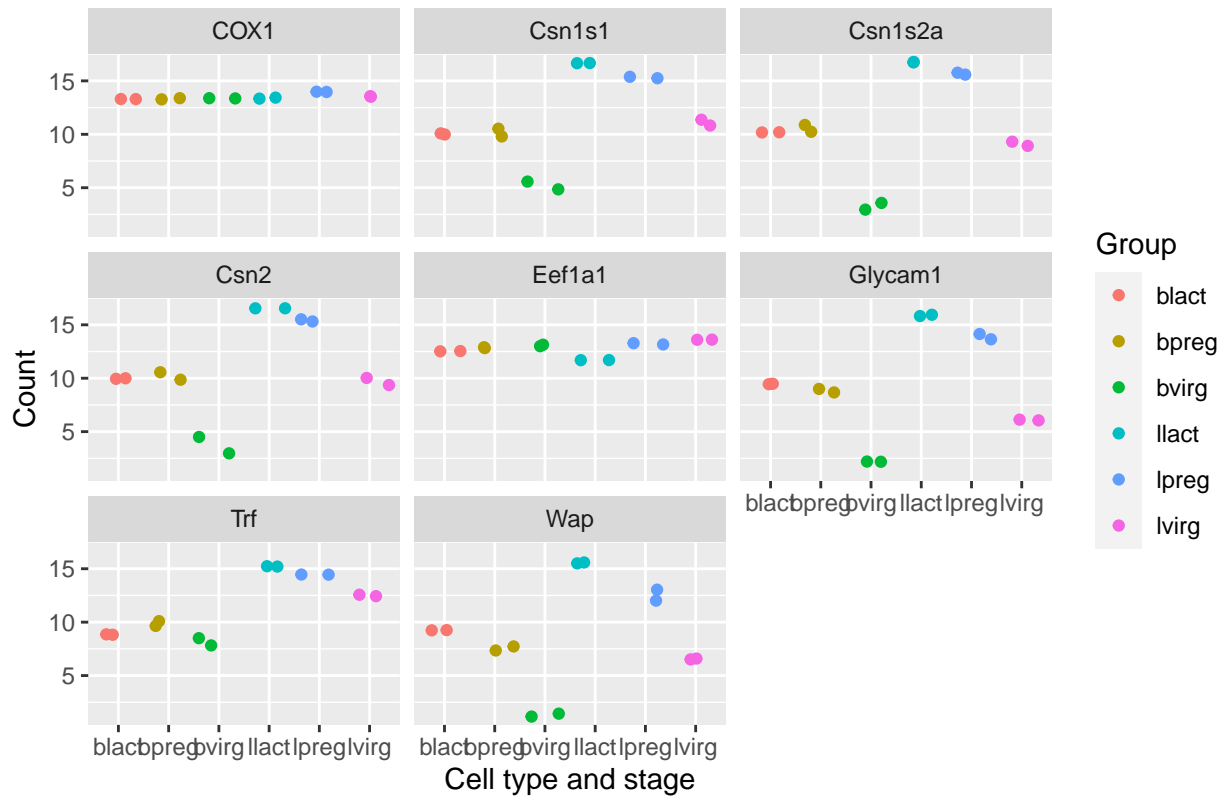 COX1 Csn1s1 Csn1s2a
15
10
5
Csn2 Eef1a1 Glycam1
15
10
5
blact bpreg bvirg llact lpreg lvirg
Trf Wap
15
10
5
blact bpreg bvirg llact lpreg lvirg blact bpreg bvirg llact lpreg lvirg
Cell type and stage
Count
Group
blact
bpreg
bvirg
llact
lpreg
lvirg